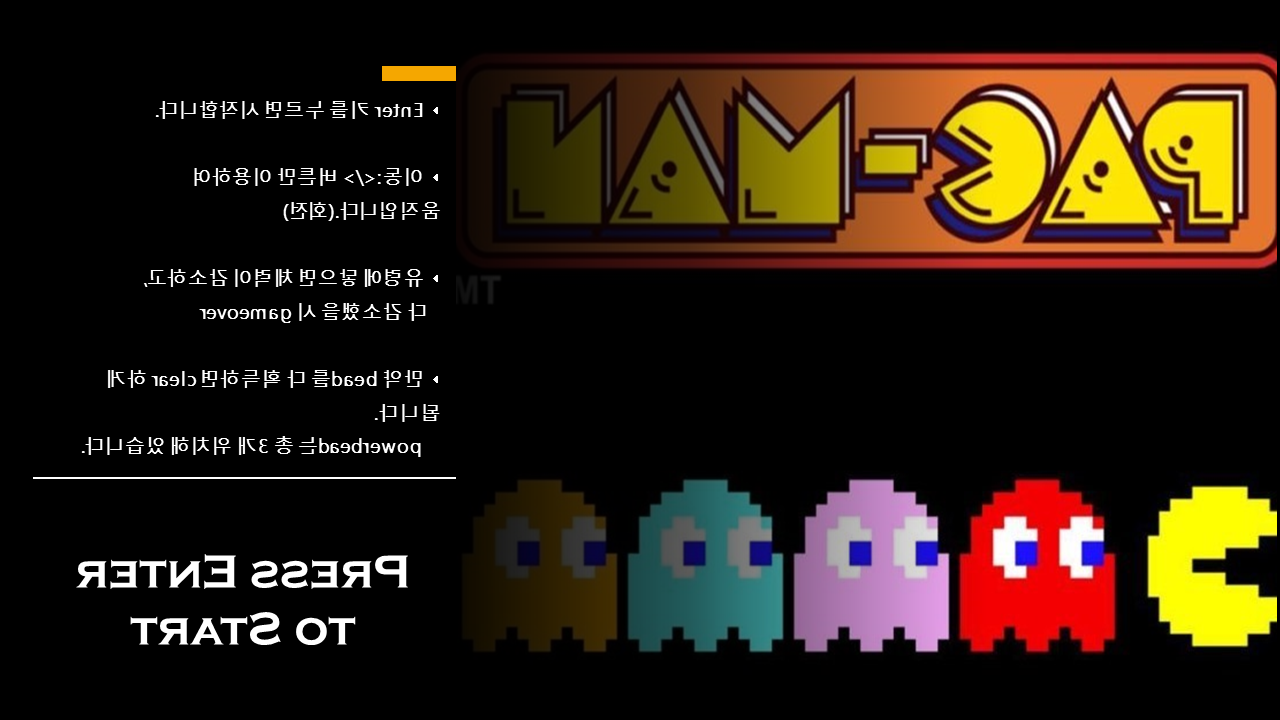 PAC-MAN
TM
Enter 키를 누르면 시작합니다.
이동:</> 버튼만 이용하여
움직입니다.(회전)
유령에 닿으면 체력이 감소하고,
다 감소했을 시 gameover
만약 bead를 다 획득하면 clear 하게
됩니다.
powerbead는 총 3개 위치해 있습니다.
PRESS ENTER
TO START